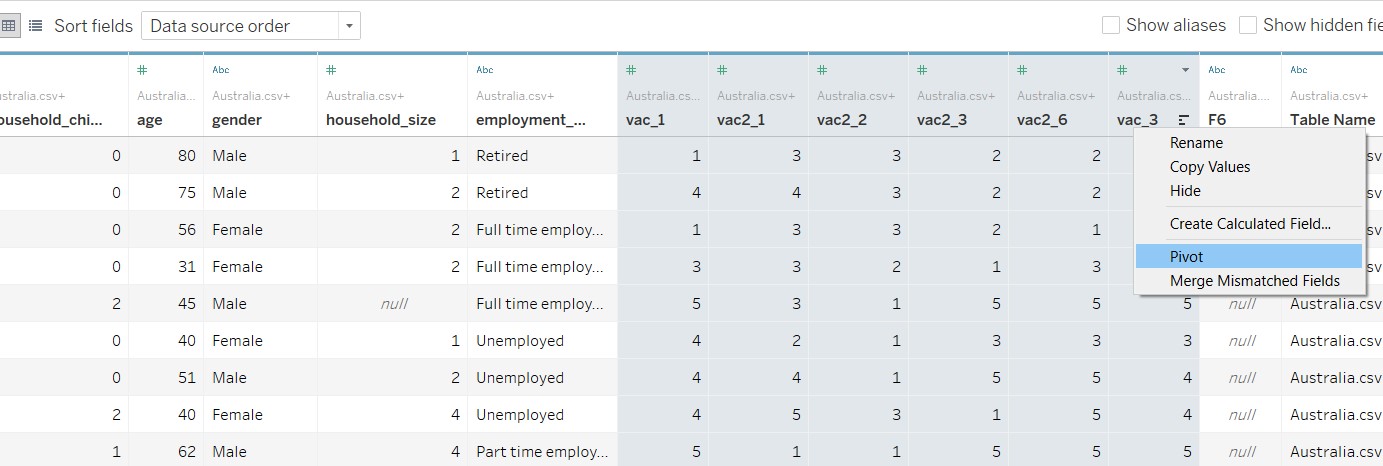 Sort fields Data source order Show aliases Show hidden fie
# Abc # Abc # # # # # # Abc Abc
ustralia.csv+ Australia... Australia.csv+ Australia.csv+ Australia.csv+ Australia.cs... Australia.csv+ Australia.csv+ Australia.csv+ Australia.csv+ Australia.cs... Australia.... Australia.csv+
ousehold_chi... age gender household_size employment_... vac_1 vac2_1 vac2_2 vac2_3 vac2_6 vac_3 F6 Table Name
0 80 Male 1 Retired 1 3 3 2 2 csv
0 75 Male 2 Retired 4 4 3 2 2 csv
0 56 Female 2 Full time employ... 1 3 3 2 1 csv
0 31 Female 2 Full time employ... 3 3 2 1 3 csv
2 45 Male null Full time employ... 5 3 1 5 5 5 null Australia.csv
0 40 Female 1 Unemployed 4 2 1 3 3 3 null Australia.csv
0 51 Male 2 Unemployed 4 4 1 5 5 4 null Australia.csv
2 40 Female 4 Unemployed 4 5 3 1 5 4 null Australia.csv
1 62 Male 4 Part time employ... 5 1 1 5 5 5 null Australia.csv
Rename
Copy Values
Hide
Create Calculated Field...
Pivot
Merge Mismatched Fields